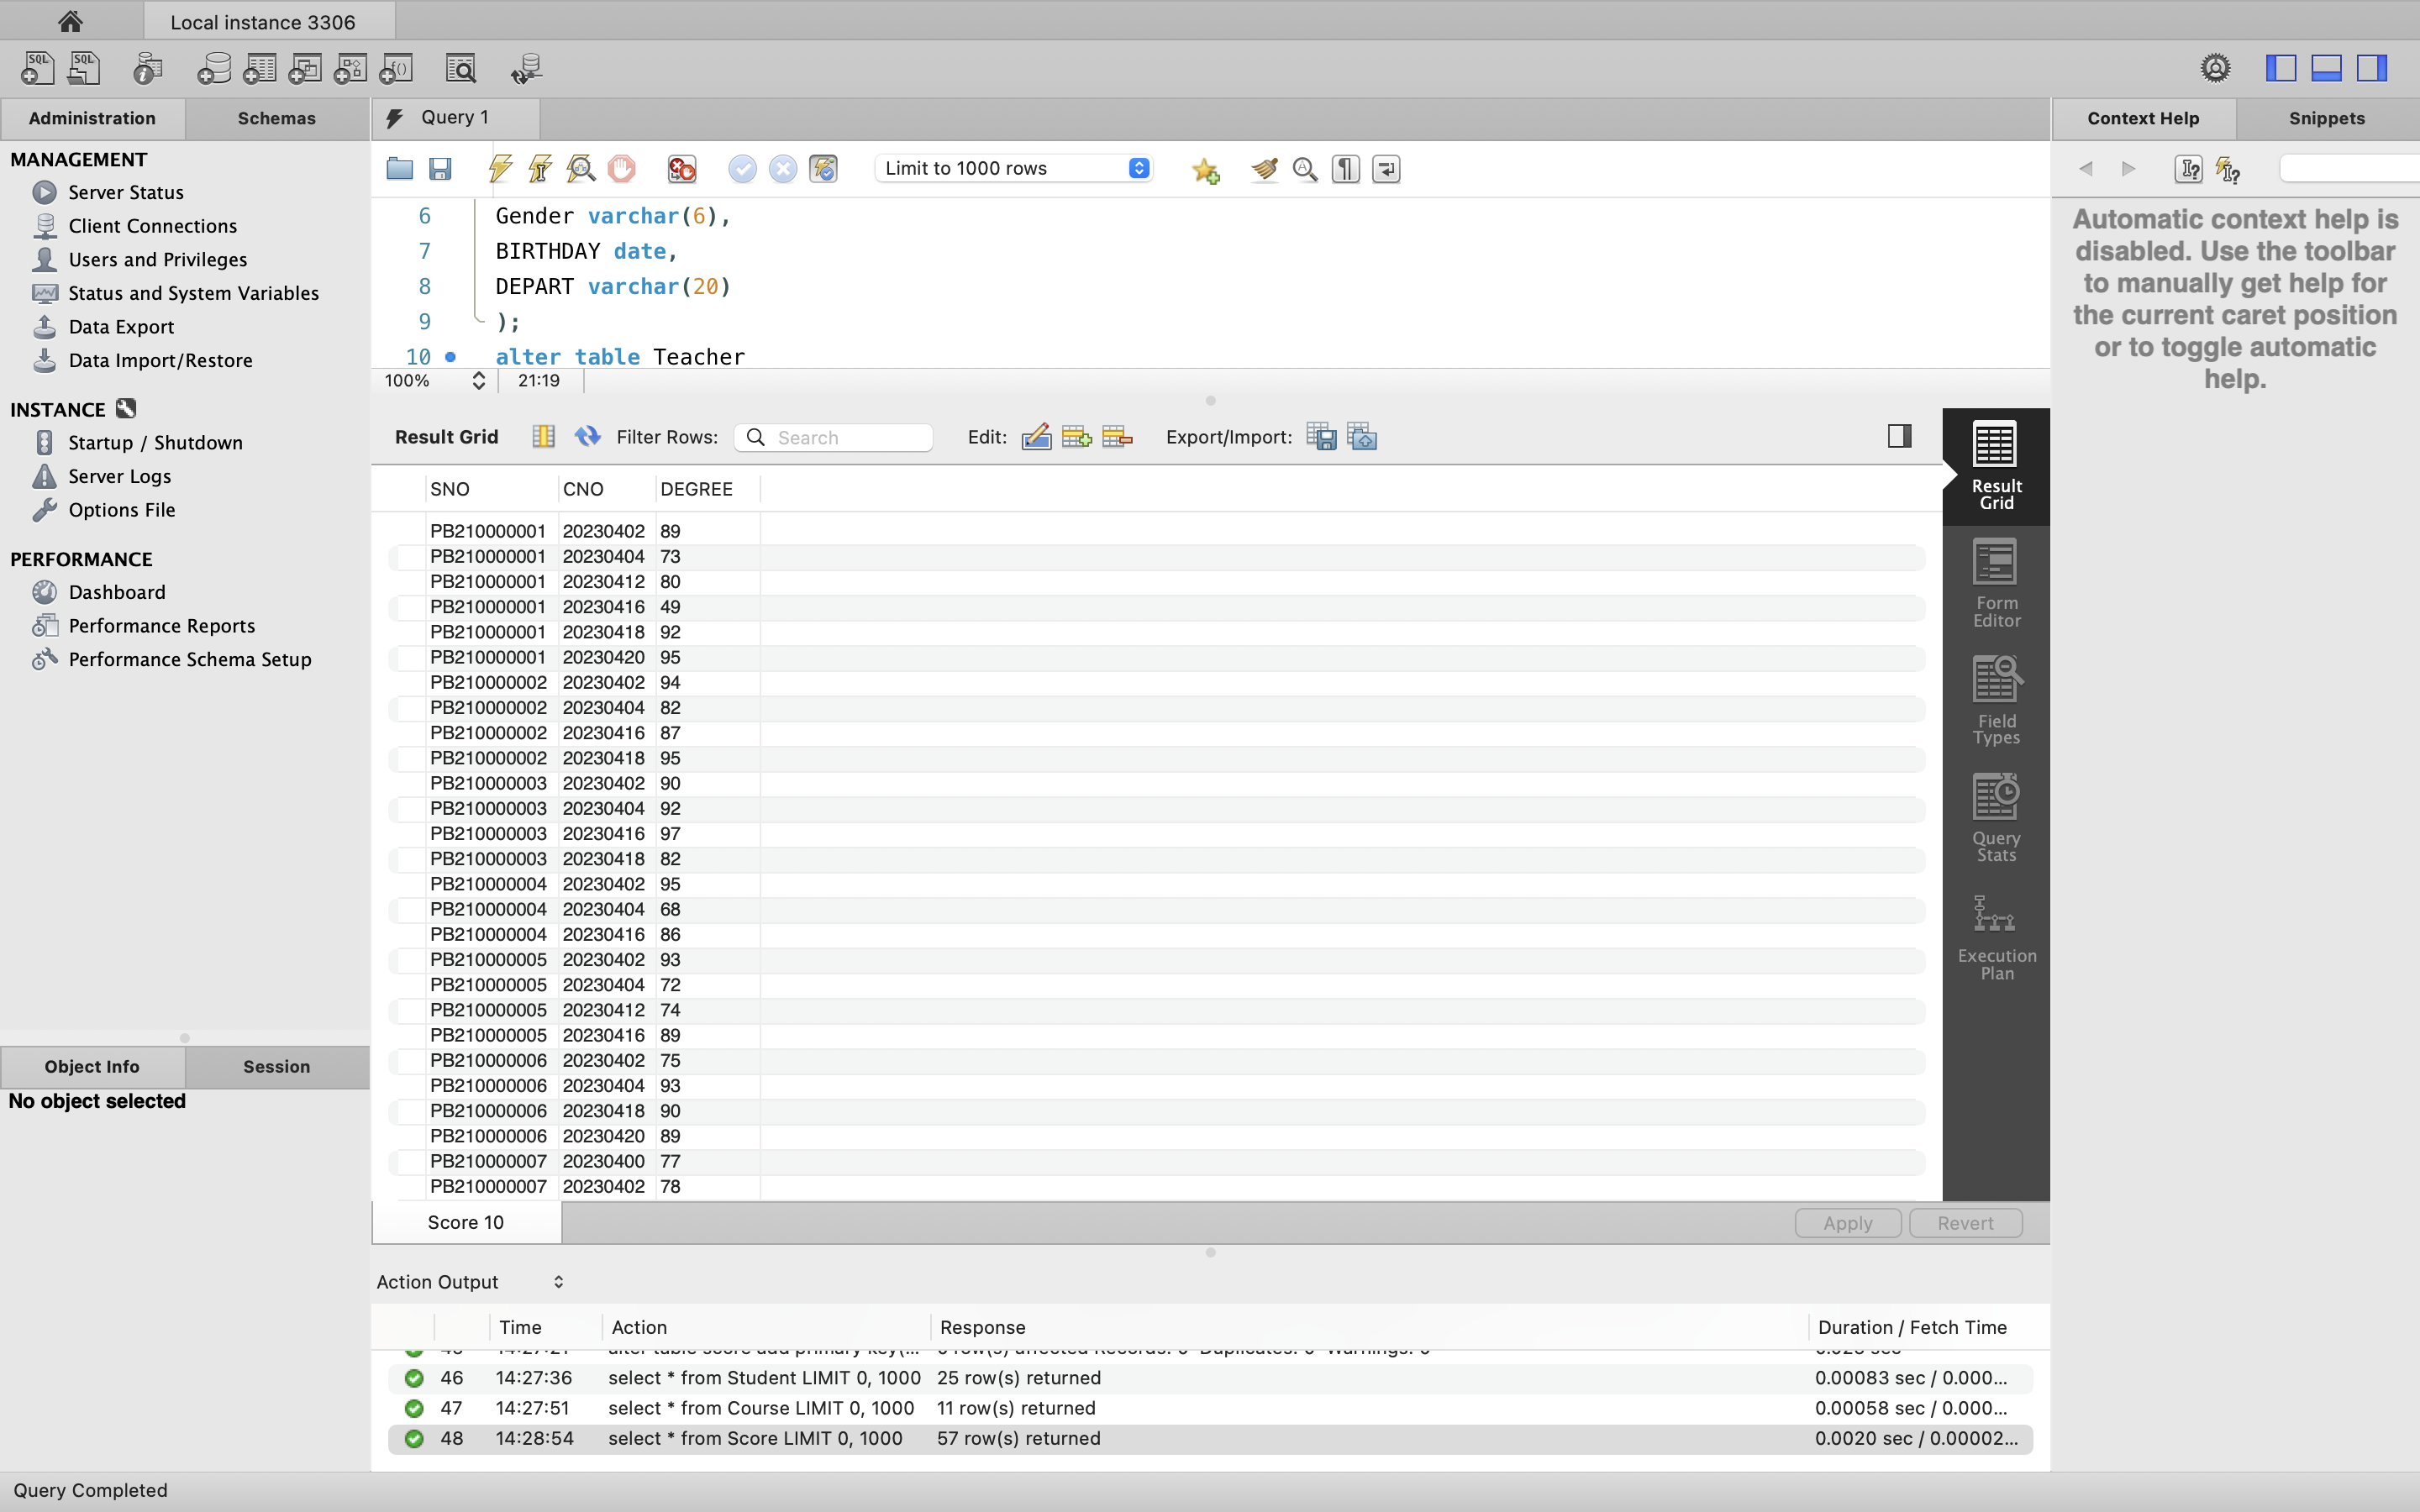 Local instance 3306
Administration
Schemas
Query 1
Context Help
Snippets
MANAGEMENT
Server Status
Client Connections
Users and Privileges
Status and System Variables
Data Export
Data Import/Restore
INSTANCE
Startup / Shutdown
Server Logs
Options File
PERFORMANCE
Dashboard
Performance Reports
Performance Schema Setup
Object Info
Session
No object selected
Limit to 1000 rows
6 Gender varchar(6),
7 BIRTHDAY date,
8 DEPART varchar(20)
9 );
10 alter table Teacher
100% 21:19
Result Grid Filter Rows: Search Edit: Export/Import:
SNO CNO DEGREE
PB210000001 20230402 89
PB210000001 20230404 73
PB210000001 20230412 80
PB210000001 20230416 49
PB210000001 20230418 92
PB210000001 20230420 95
PB210000002 20230402 94
PB210000002 20230404 82
PB210000002 20230416 87
PB210000002 20230418 95
PB210000003 20230402 90
PB210000003 20230404 92
PB210000003 20230416 97
PB210000003 20230418 82
PB210000004 20230402 95
PB210000004 20230404 68
PB210000004 20230416 86
PB210000005 20230402 93
PB210000005 20230404 72
PB210000005 20230412 74
PB210000005 20230416 89
PB210000006 20230402 75
PB210000006 20230404 93
PB210000006 20230418 90
PB210000006 20230420 89
PB210000007 20230400 77
PB210000007 20230402 78
Result
Grid
Form
Editor
Field
Types
Query
Stats
Execution
Plan
Score 10
Apply
Revert
Action Output
Time Action Response Duration / Fetch Time
46 14:27:36 select * from Student LIMIT 0, 1000 25 row(s) returned 0.00083 sec / 0.000...
47 14:27:51 select * from Course LIMIT 0, 1000 11 row(s) returned 0.00058 sec / 0.000...
48 14:28:54 select * from Score LIMIT 0, 1000 57 row(s) returned 0.0020 sec / 0.00002...
Automatic context help is
disabled. Use the toolbar
to manually get help for
the current caret position
or to toggle automatic
help.
Query Completed